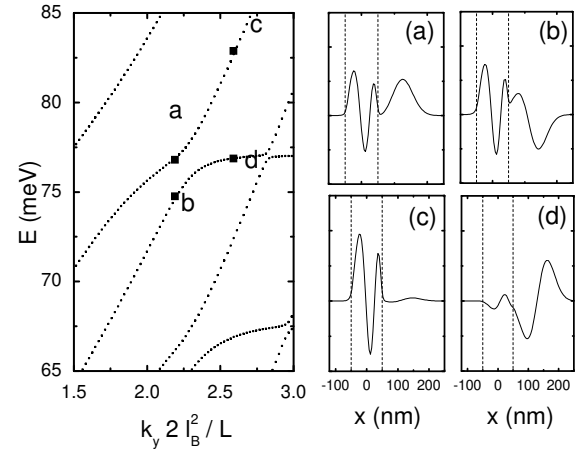 85
80
75
70
65
E (meV)
1.5
2.0
2.5
3.0
k_y 2 l_B^2 / L
a
b
c
d
(a)
(b)
(c)
(d)
-100
0
100
200
x (nm)
-100
0
100
200
x (nm)